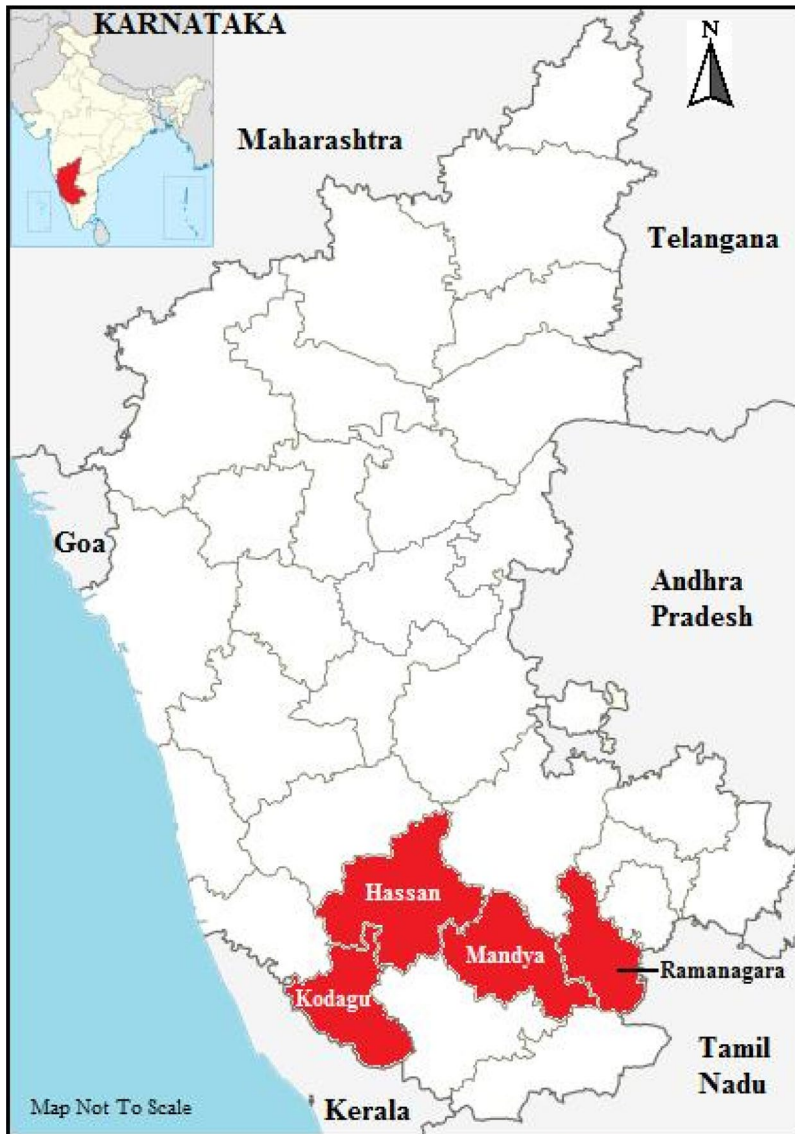 KARNATAKA
N
Maharashtra
Telangana
Goa
Andhra
Pradesh
Hassan
Mandya
Ramanagara
Kodagu
Tamil
Nadu
Map Not To Scale
Kerala